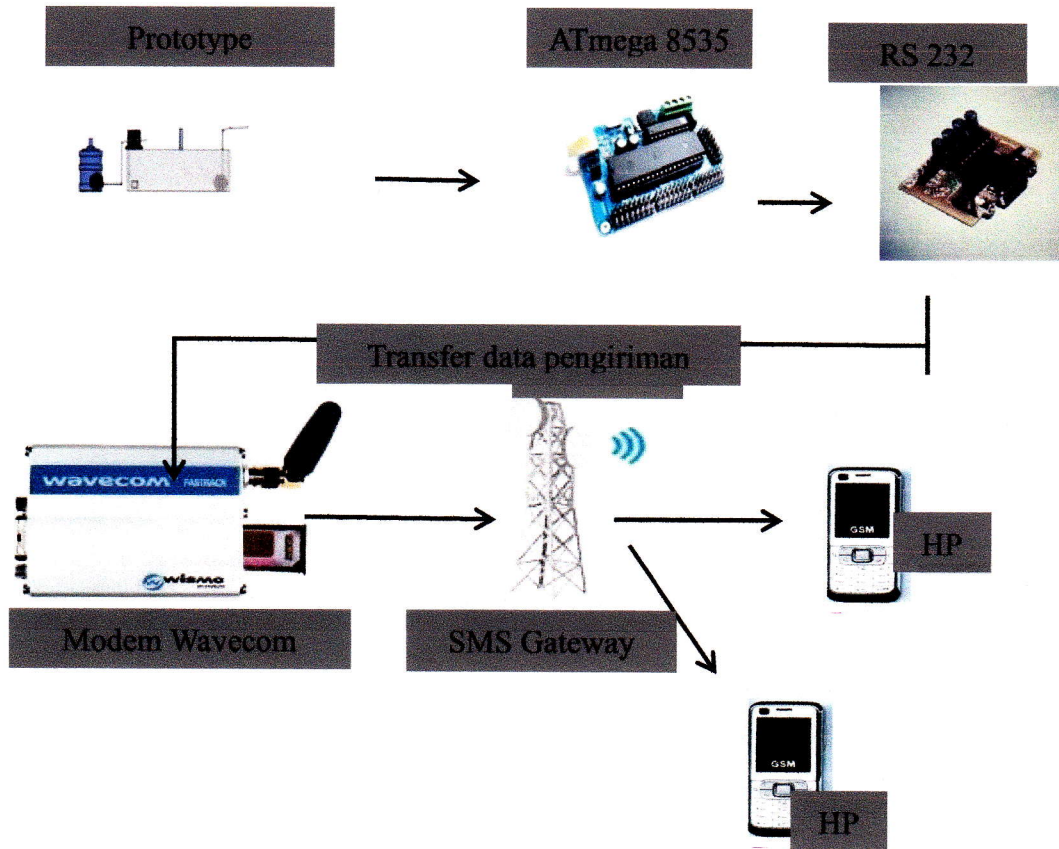 Prototype
ATmega 8535
RS 232
Transfer data pengiriman
wavecom FASTRACK
wismo
Modem Wavecom
SMS Gateway
GSM
HP
GSM
HP